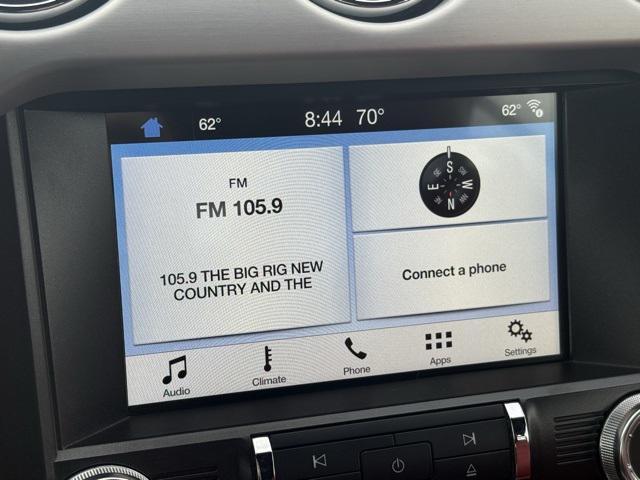 62° 8:44 70° 62°
FM
FM 105.9
105.9 THE BIG RIG NEW
COUNTRY AND THE
S
E W
N
Connect a phone
Audio
Climate
Phone
Apps
Settings